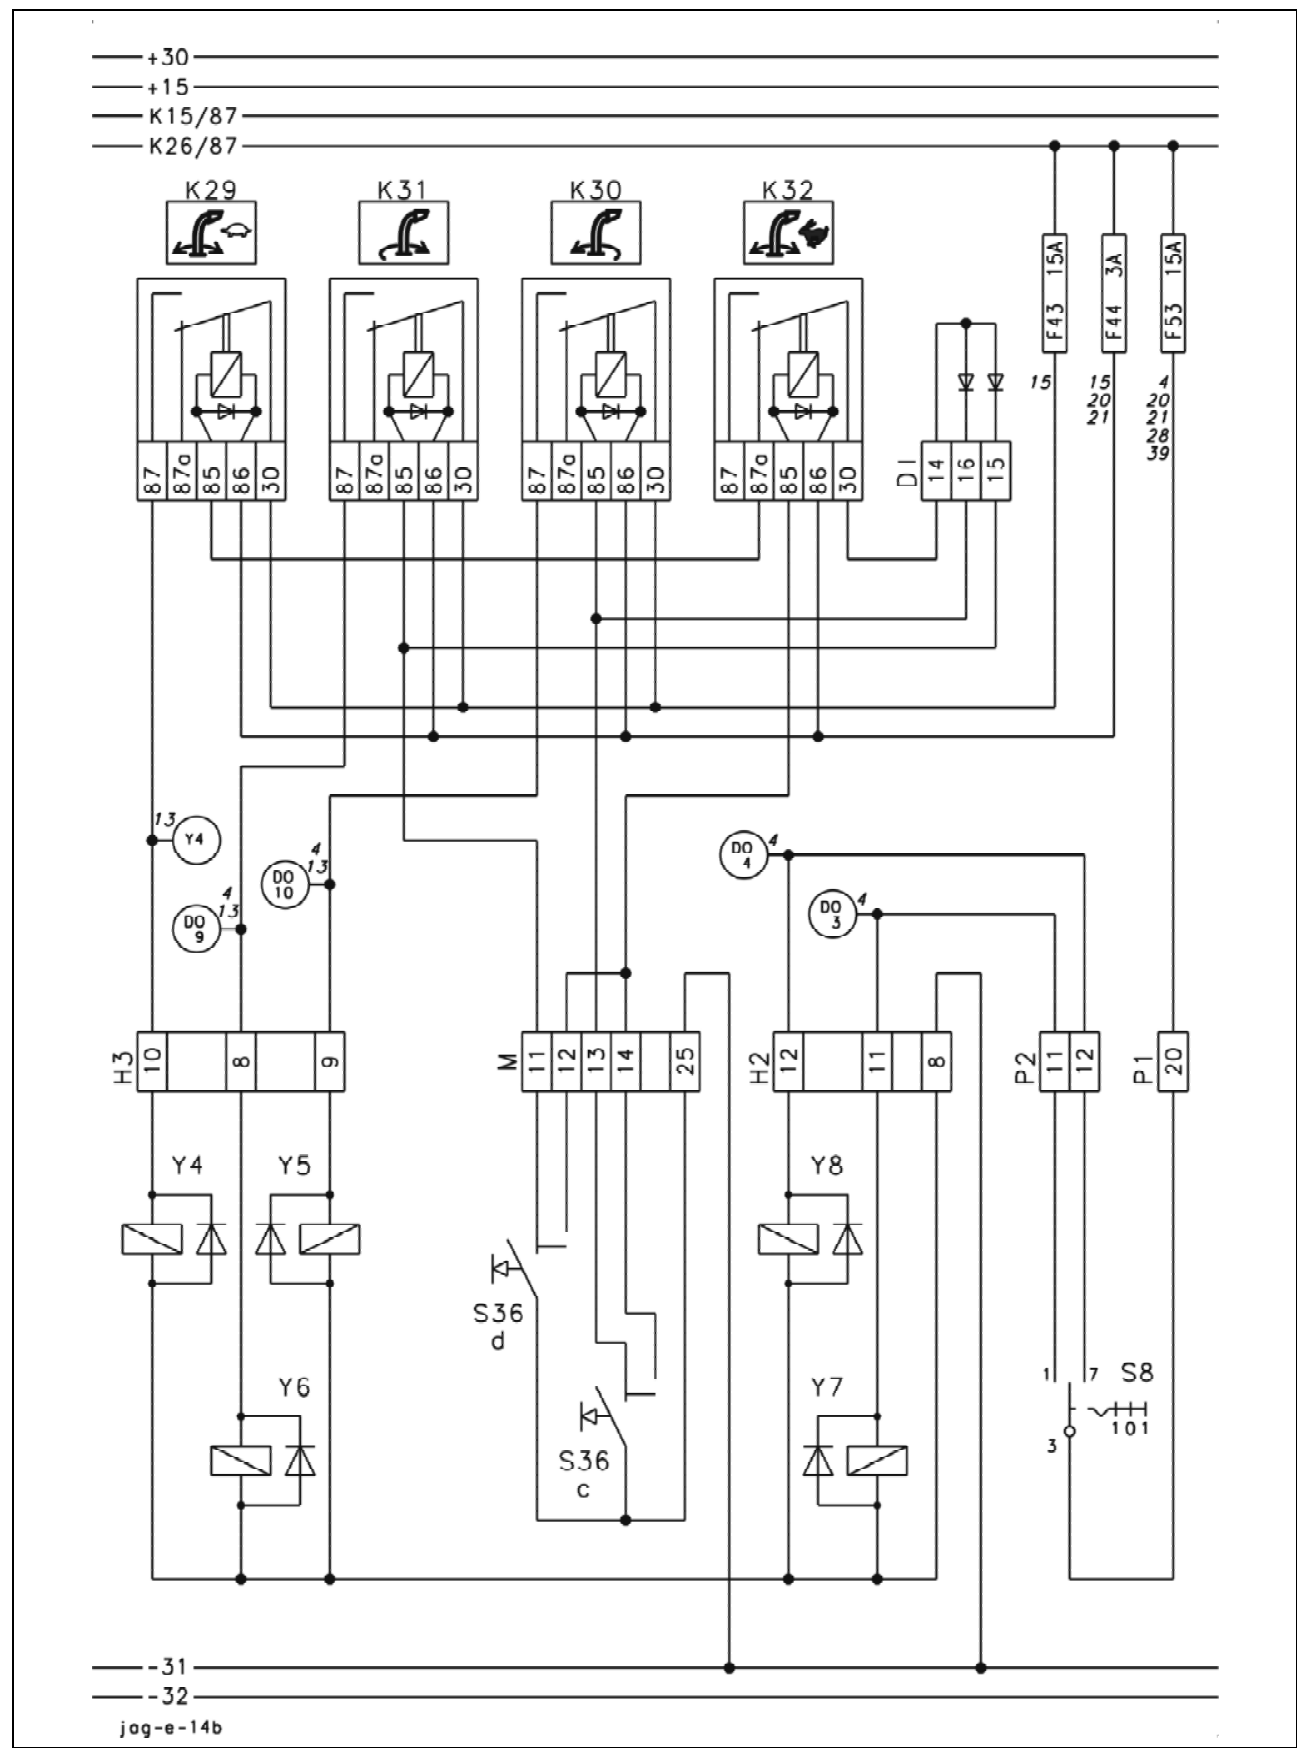 +30
+15
K15/87
K26/87
K29 K31 K30 K32
F43 15A
F44 3A
F53 15A
15
15
20
21
4
20
21
28
39
87 87a 85 86 30
87 87a 85 86 30
87 87a 85 86 30
87 87a 85 86 30
D1 14 16 15
13
Y4
4
13
DO
10
4
13
DO
9
DO
4
4
DO
3
4
H3 10 8 9
M 11 12 13 14 25
H2 12 11 8
P2 11 12
P1 20
Y4 Y5 Y8
S36
d
Y6 Y7
1 7 S8
101
3
S36
c
-31
-32
jag-e-14b